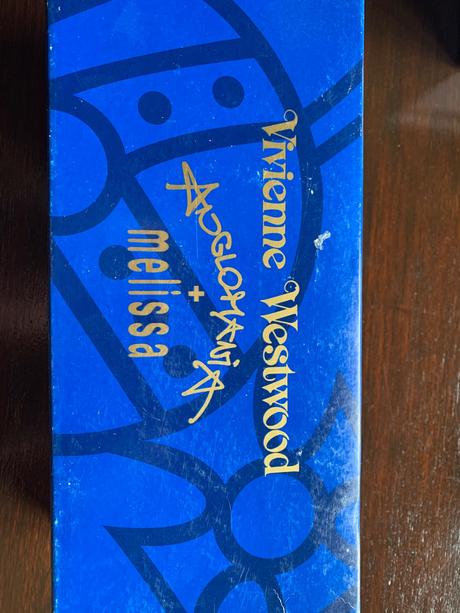 Vivienne Westwood
ANGLOMANIA
+
melissa